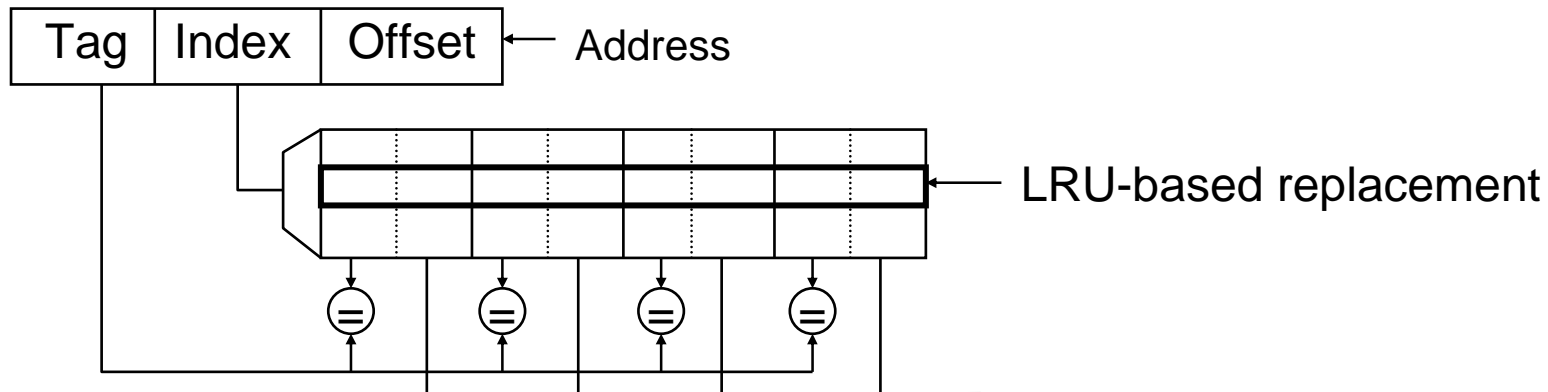 Tag Index Offset Address
LRU-based replacement
= = = =